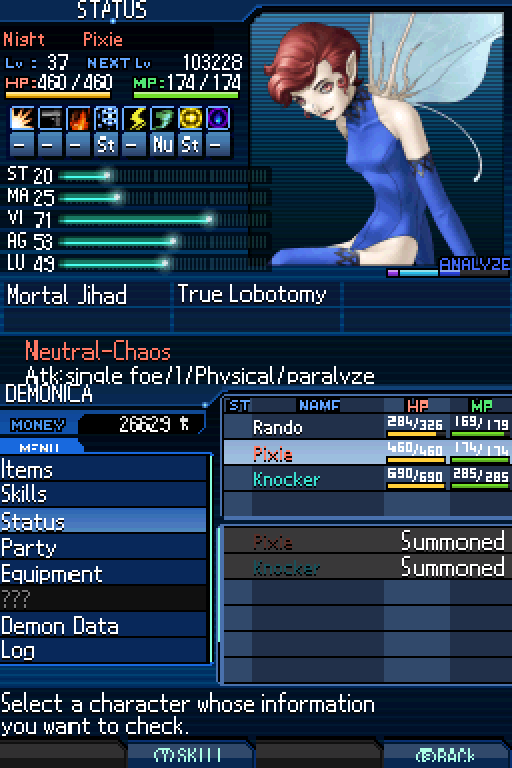 STATUS
Night Pixie
Lv : 37 NEXT Lv 103228
HP:460/460 MP:174/174
- - - St - Nu St -
ST 20
MA 25
VI 71
AG 53
LU 49
ANALYZE
Mortal Jihad True Lobotomy
Neutral-Chaos
Atk:single foe/1/Physical/paralyze
DEMONICA
MONEY 26629
MENU
Items
Skills
Status
Party
Equipment
???
Demon Data
Log
ST NAME HP MP
Rando 284/326 169/179
Pixie 460/460 174/174
Knocker 690/690 285/285
Pixie Summoned
Knocker Summoned
Select a character whose information
you want to check.
(Y)SKILL (B)BACK